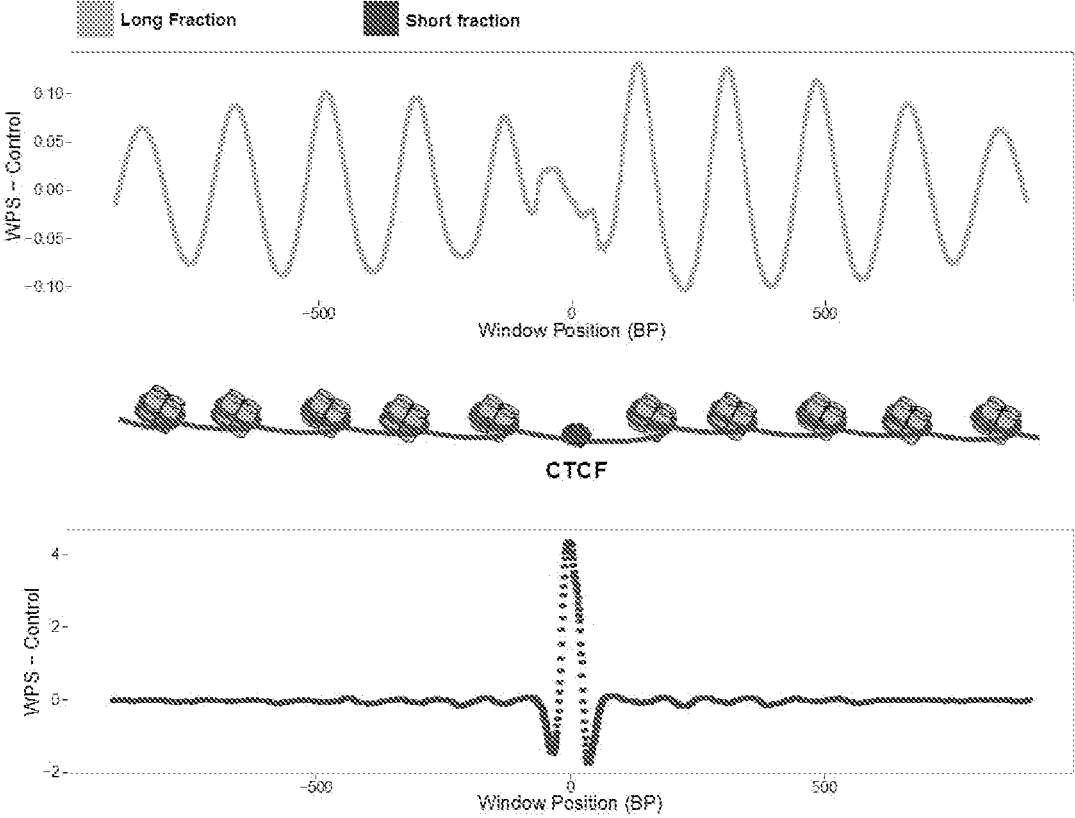 Long Fraction Short fraction
WPS – Control
0.10-
0.05-
0.00-
-0.05-
-0.10-
-500 0 500
Window Position (BP)
CTCF
WPS – Control
4-
2-
0-
-2-
-500 0 500
Window Position (BP)